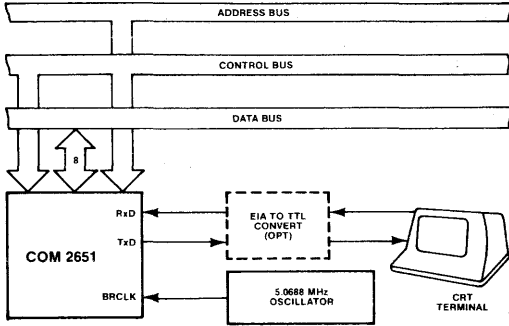 ADDRESS BUS
CONTROL BUS
DATA BUS
8
RxD
TxD
COM 2651
BRCLK
EIA TO TTL
CONVERT
(OPT)
5.0688 MHz
OSCILLATOR
CRT
TERMINAL